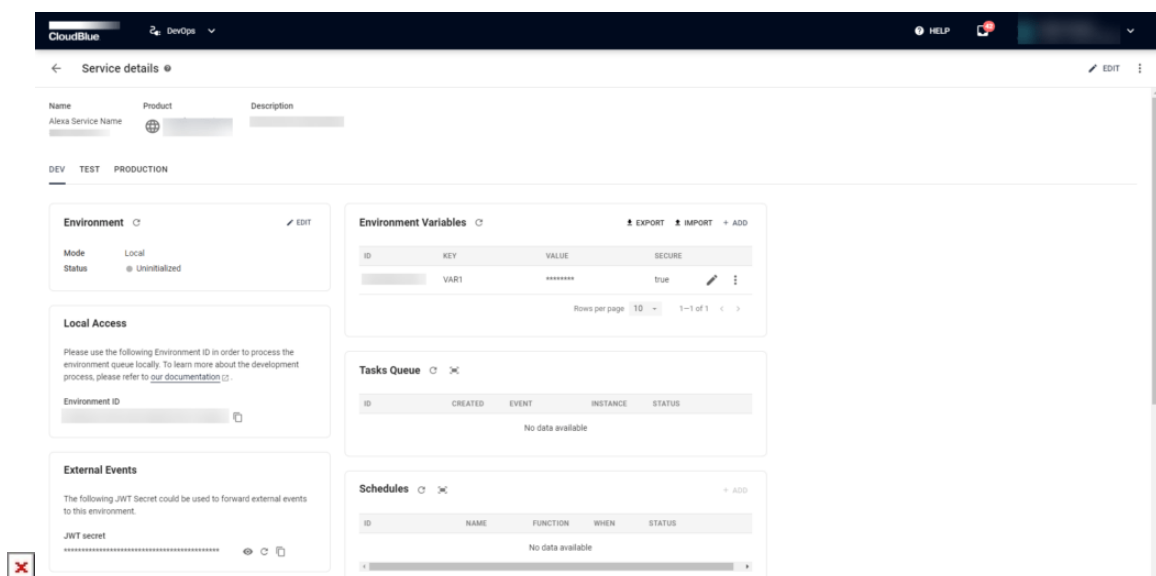 CloudBlue
DevOps
HELP
42
Service details
EDIT
Name Product Description
Alexa Service Name
DEV TEST PRODUCTION
Environment
EDIT
Mode Local
Status Uninitialized
Local Access
Please use the following Environment ID in order to process the
environment queue locally. To learn more about the development
process, please refer to our documentation.
Environment ID
External Events
The following JWT Secret could be used to forward external events
to this environment.
JWT secret
********************************************
Environment Variables
EXPORT IMPORT + ADD
ID KEY VALUE SECURE
VAR1 ******** true
Rows per page 10 1–1 of 1
Tasks Queue
ID CREATED EVENT INSTANCE STATUS
No data available
Schedules
+ ADD
ID NAME FUNCTION WHEN STATUS
No data available